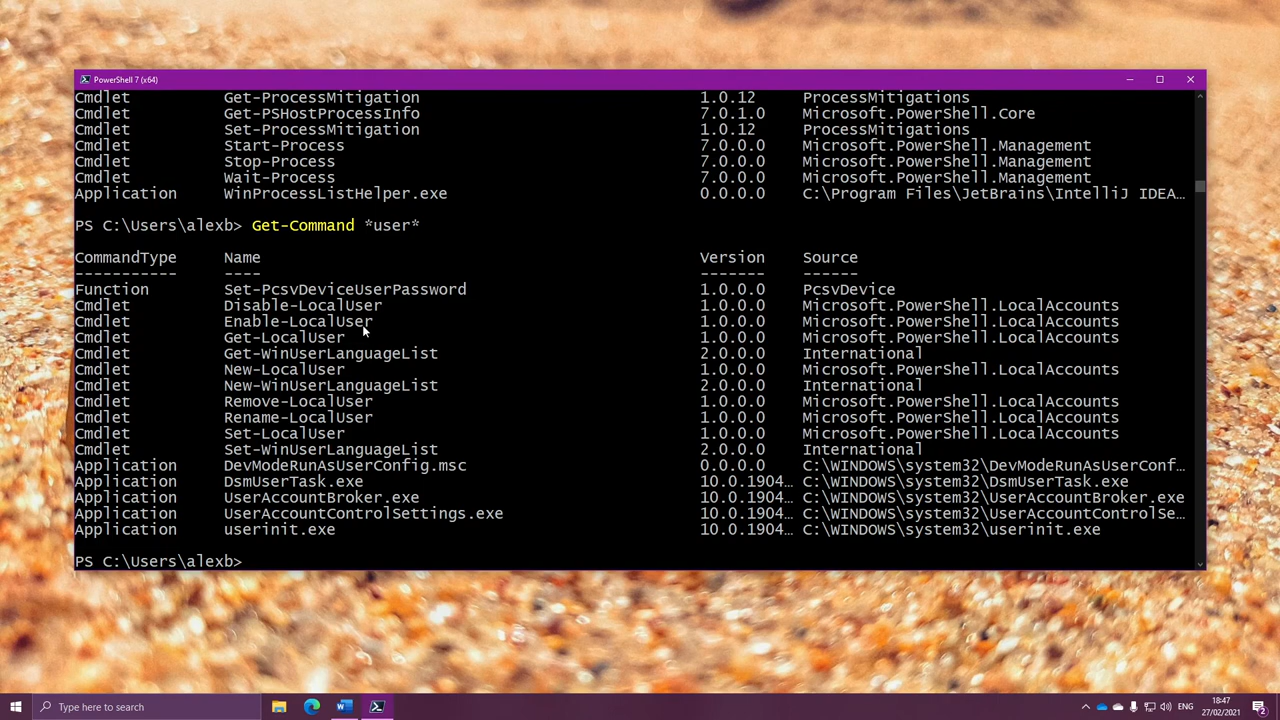 PowerShell 7 (x64)
Cmdlet Get-ProcessMitigation 1.0.12 ProcessMitigations
Cmdlet Get-PSHostProcessInfo 7.0.1.0 Microsoft.PowerShell.Core
Cmdlet Set-ProcessMitigation 1.0.12 ProcessMitigations
Cmdlet Start-Process 7.0.0.0 Microsoft.PowerShell.Management
Cmdlet Stop-Process 7.0.0.0 Microsoft.PowerShell.Management
Cmdlet Wait-Process 7.0.0.0 Microsoft.PowerShell.Management
Application WinProcessListHelper.exe 0.0.0.0 C:\Program Files\JetBrains\IntelliJ IDEA…
PS C:\Users\alexb> Get-Command *user*
CommandType Name Version Source
----------- ---- ------- ------
Function Set-PcsvDeviceUserPassword 1.0.0.0 PcsvDevice
Cmdlet Disable-LocalUser 1.0.0.0 Microsoft.PowerShell.LocalAccounts
Cmdlet Enable-LocalUser 1.0.0.0 Microsoft.PowerShell.LocalAccounts
Cmdlet Get-LocalUser 1.0.0.0 Microsoft.PowerShell.LocalAccounts
Cmdlet Get-WinUserLanguageList 2.0.0.0 International
Cmdlet New-LocalUser 1.0.0.0 Microsoft.PowerShell.LocalAccounts
Cmdlet New-WinUserLanguageList 2.0.0.0 International
Cmdlet Remove-LocalUser 1.0.0.0 Microsoft.PowerShell.LocalAccounts
Cmdlet Rename-LocalUser 1.0.0.0 Microsoft.PowerShell.LocalAccounts
Cmdlet Set-LocalUser 1.0.0.0 Microsoft.PowerShell.LocalAccounts
Cmdlet Set-WinUserLanguageList 2.0.0.0 International
Application DevModeRunAsUserConfig.msc 0.0.0.0 C:\WINDOWS\system32\DevModeRunAsUserConf…
Application DsmUserTask.exe 10.0.1904… C:\WINDOWS\system32\DsmUserTask.exe
Application UserAccountBroker.exe 10.0.1904… C:\WINDOWS\system32\UserAccountBroker.exe
Application UserAccountControlSettings.exe 10.0.1904… C:\WINDOWS\system32\UserAccountControlSe…
Application userinit.exe 10.0.1904… C:\WINDOWS\system32\userinit.exe
PS C:\Users\alexb>
Type here to search
ENG
18:47
27/02/2021
2